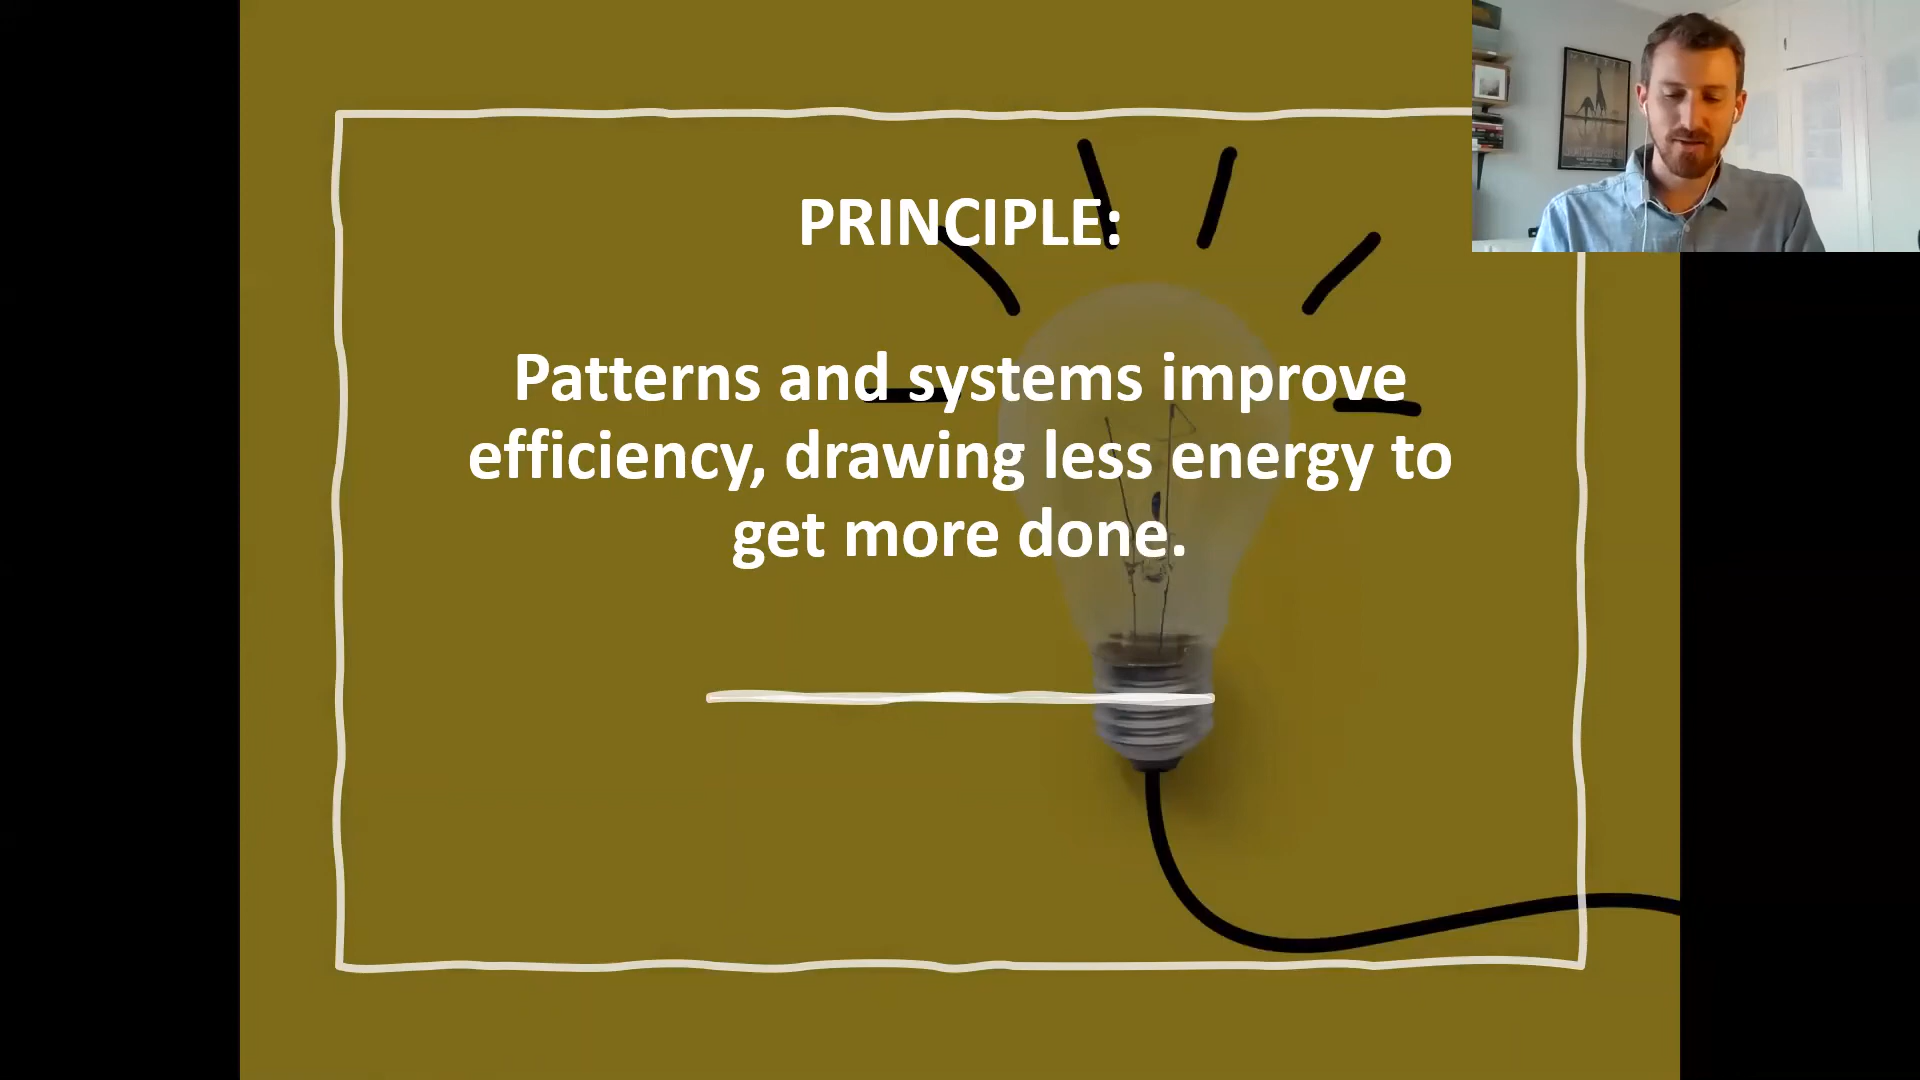 PRINCIPLE:
Patterns and systems improve
efficiency, drawing less energy to
get more done.